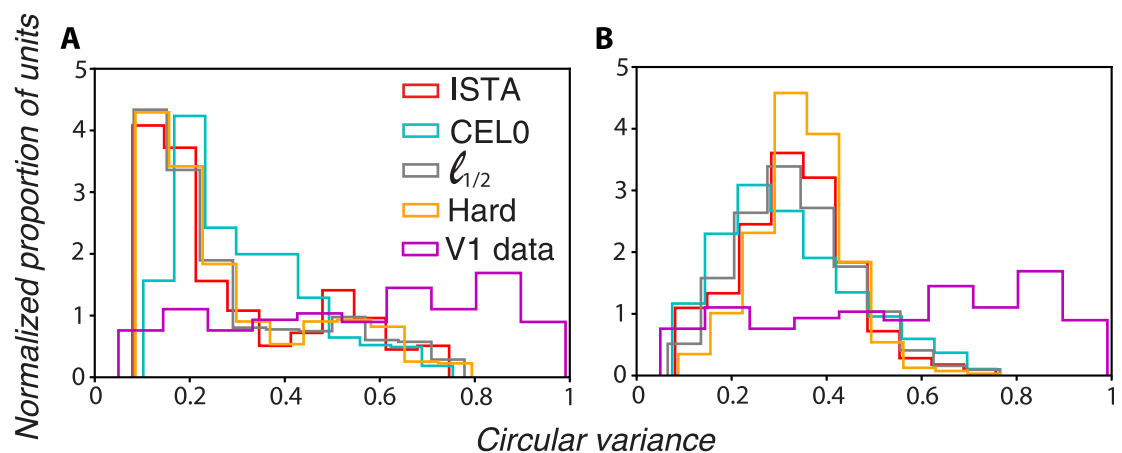 A
B
Normalized proportion of units
5
4
3
2
1
0
0
0.2
0.4
0.6
0.8
1
ISTA
CEL0
ℓ1/2
Hard
V1 data
5
4
3
2
1
0
0
0.2
0.4
0.6
0.8
1
Circular variance